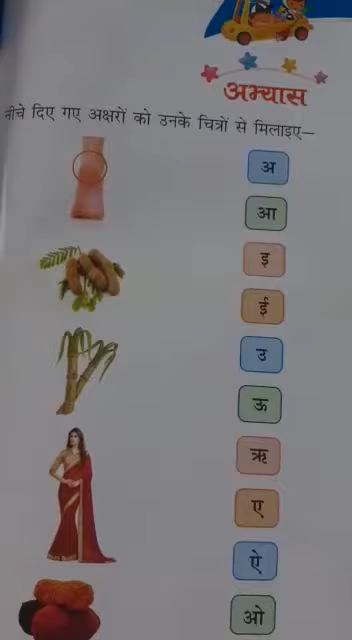 अभ्यास
नीचे दिए गए अक्षरों को उनके चित्रों से मिलाइए—
अ
आ
इ
ई
उ
ऊ
ऋ
ए
ऐ
ओ